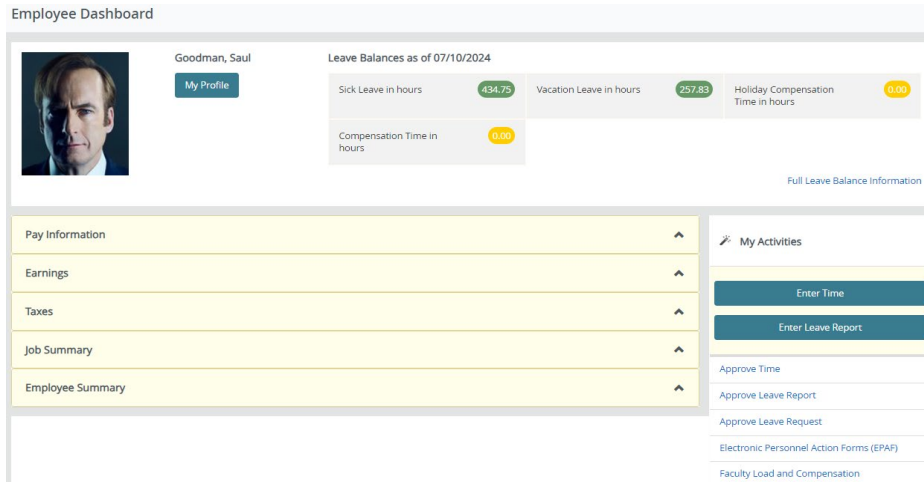 Employee Dashboard
Goodman, Saul
My Profile
Leave Balances as of 07/10/2024
Sick Leave in hours
434.75
Vacation Leave in hours
257.83
Holiday Compensation
Time in hours
0.00
Compensation Time in
hours
0.00
Full Leave Balance Information
Pay Information
Earnings
Taxes
Job Summary
Employee Summary
My Activities
Enter Time
Enter Leave Report
Approve Time
Approve Leave Report
Approve Leave Request
Electronic Personnel Action Forms (EPAF)
Faculty Load and Compensation